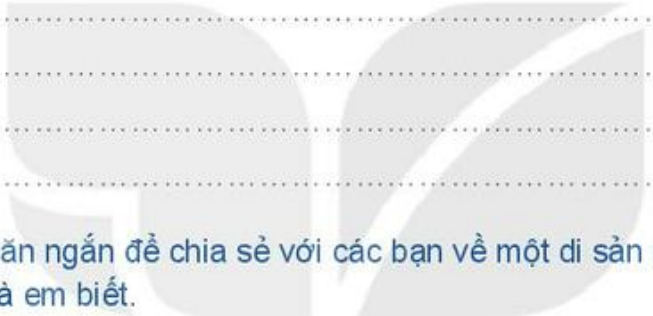 ăn ngắn để chia sẻ với các bạn về một di sản
à em biết.